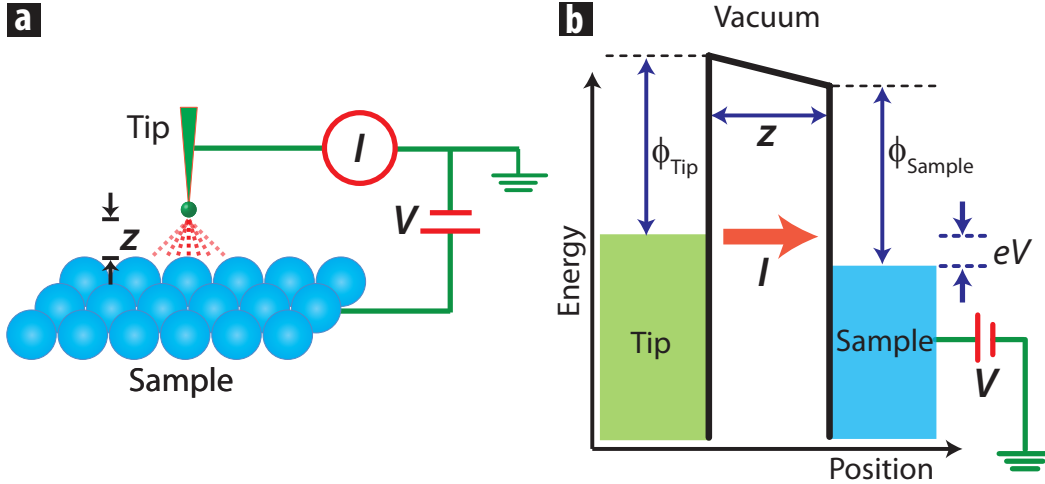 a
Tip
I
V
z
Sample
b
Vacuum
z
ϕTip
ϕSample
eV
I
Energy
Tip
Sample
V
Position